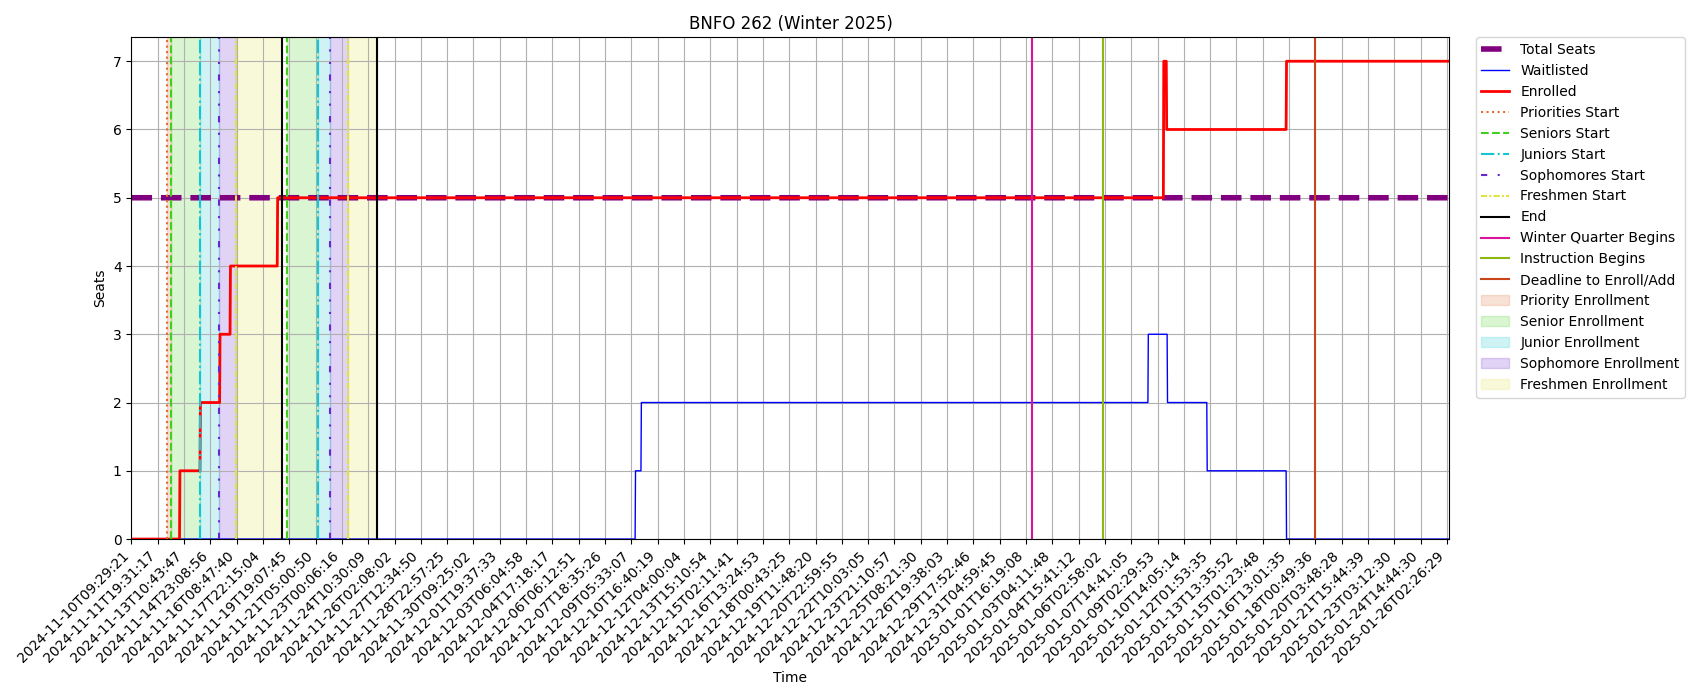 BNFO 262 (Winter 2025)
Seats
7
6
5
4
3
2
1
0
2024-11-10T09:29:21
2024-11-11T19:31:17
2024-11-13T10:43:47
2024-11-14T23:08:56
2024-11-16T08:47:40
2024-11-17T22:15:04
2024-11-19T19:07:45
2024-11-21T05:00:50
2024-11-23T00:06:16
2024-11-24T10:30:09
2024-11-26T02:08:02
2024-11-27T12:34:50
2024-11-28T22:57:25
2024-11-30T09:25:02
2024-12-01T19:37:33
2024-12-03T06:04:58
2024-12-04T17:18:17
2024-12-06T06:12:51
2024-12-07T18:35:26
2024-12-09T05:33:07
2024-12-10T16:40:19
2024-12-12T04:00:04
2024-12-13T15:10:54
2024-12-15T02:11:41
2024-12-16T13:24:53
2024-12-18T00:43:25
2024-12-19T11:48:20
2024-12-20T22:59:55
2024-12-22T10:03:05
2024-12-23T21:10:57
2024-12-25T08:21:30
2024-12-26T19:38:03
2024-12-29T17:52:46
2024-12-31T04:59:45
2025-01-01T16:19:08
2025-01-03T04:11:48
2025-01-04T15:41:12
2025-01-06T02:58:02
2025-01-07T14:41:05
2025-01-09T02:29:53
2025-01-10T14:05:14
2025-01-12T01:53:35
2025-01-13T13:35:52
2025-01-15T01:23:48
2025-01-16T13:01:35
2025-01-18T00:49:36
2025-01-20T03:48:28
2025-01-21T15:44:39
2025-01-23T03:12:30
2025-01-24T14:44:30
2025-01-26T02:26:29
Time
Total Seats
Waitlisted
Enrolled
Priorities Start
Seniors Start
Juniors Start
Sophomores Start
Freshmen Start
End
Winter Quarter Begins
Instruction Begins
Deadline to Enroll/Add
Priority Enrollment
Senior Enrollment
Junior Enrollment
Sophomore Enrollment
Freshmen Enrollment